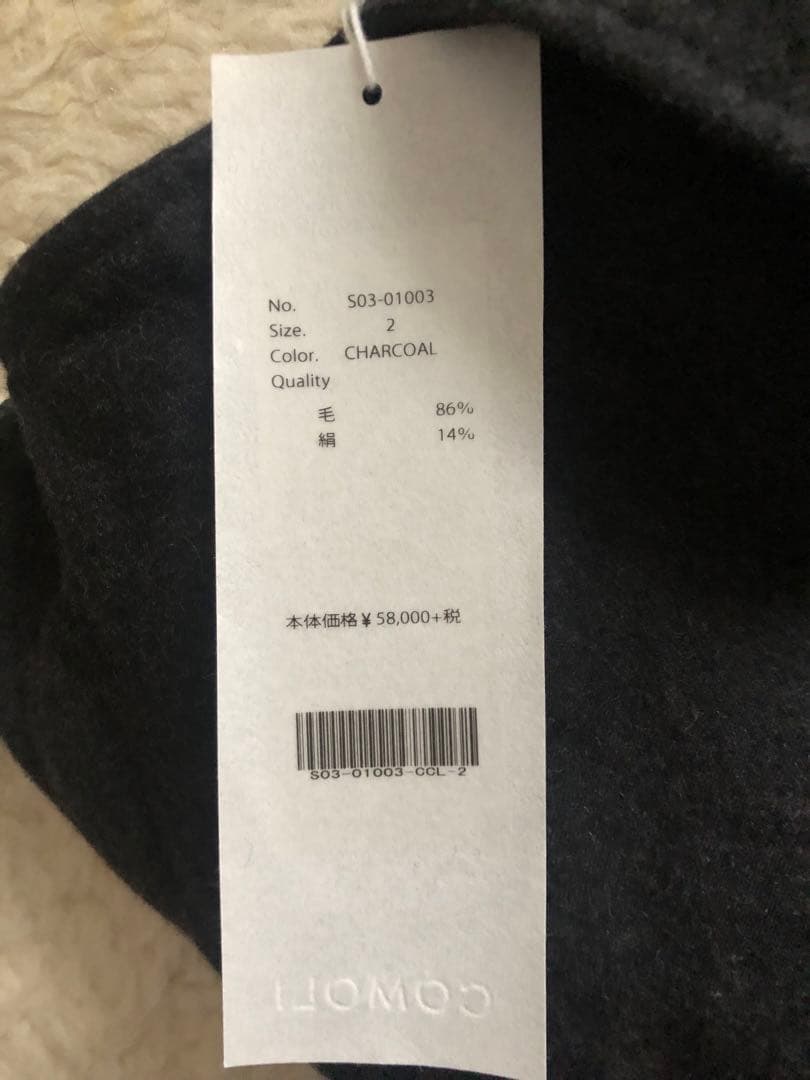 No. S03-01003
Size. 2
Color. CHARCOAL
Quality
毛 86%
絹 14%
本体価格¥58,000+税
S03-01003-CCL-2